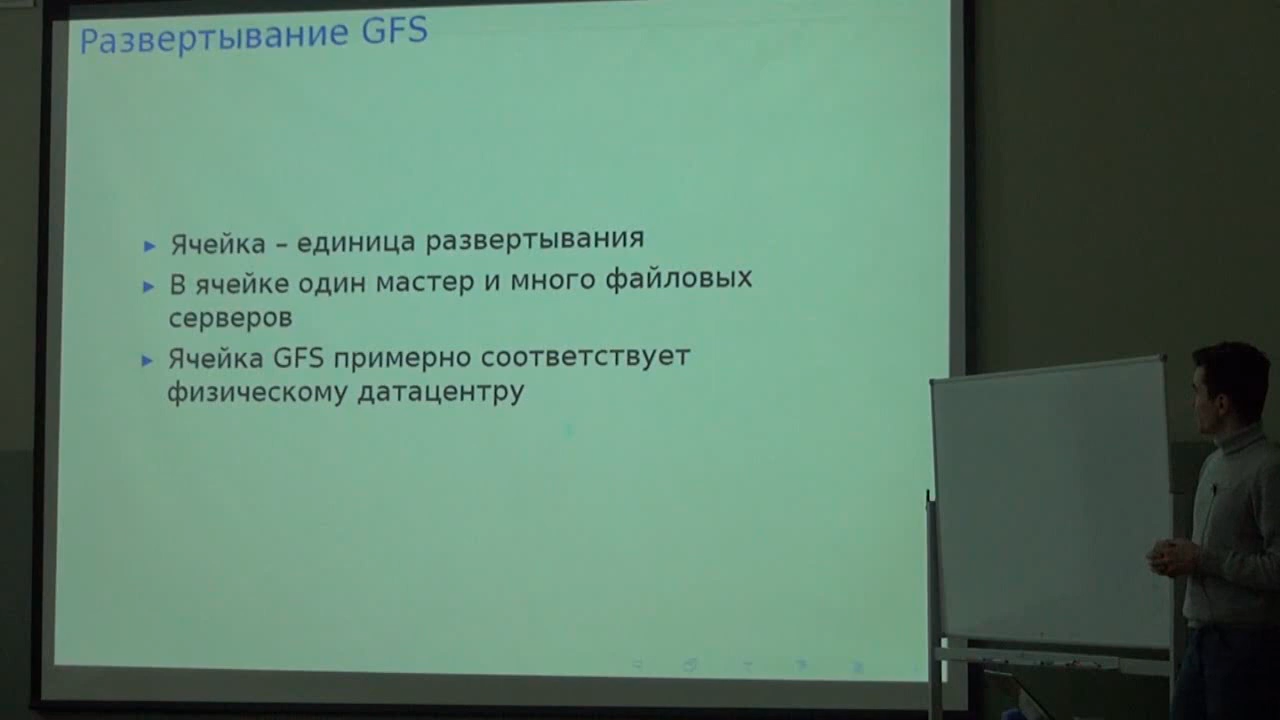 Развертывание GFS
Ячейка – единица развертывания
В ячейке один мастер и много файловых
серверов
Ячейка GFS примерно соответствует
физическому датацентру